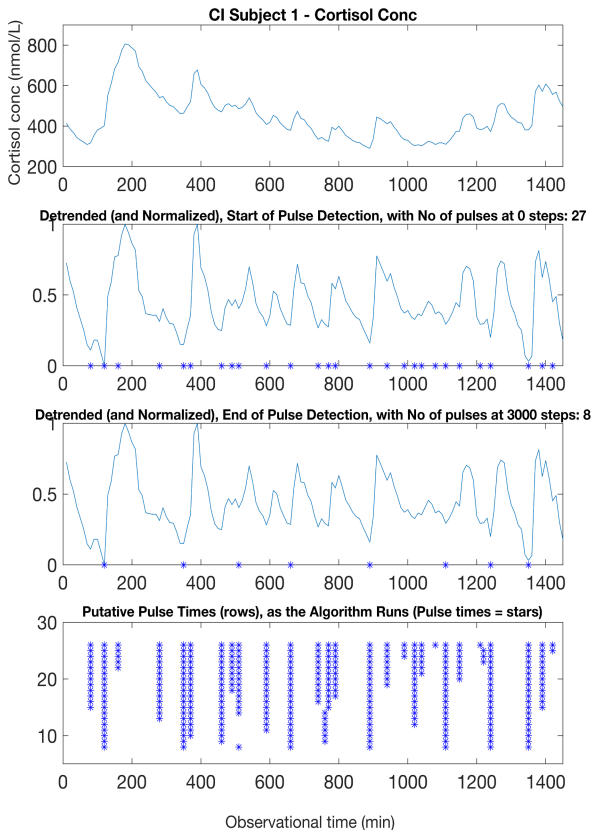 CI Subject 1 - Cortisol Conc
Cortisol conc (nmol/L)
800
600
400
200
0 200 400 600 800 1000 1200 1400
Detrended (and Normalized), Start of Pulse Detection, with No of pulses at 0 steps: 27
1
0.5
0
0 200 400 600 800 1000 1200 1400
Detrended (and Normalized), End of Pulse Detection, with No of pulses at 3000 steps: 8
1
0.5
0
0 200 400 600 800 1000 1200 1400
Putative Pulse Times (rows), as the Algorithm Runs (Pulse times = stars)
30
20
10
0 200 400 600 800 1000 1200 1400
Observational time (min)